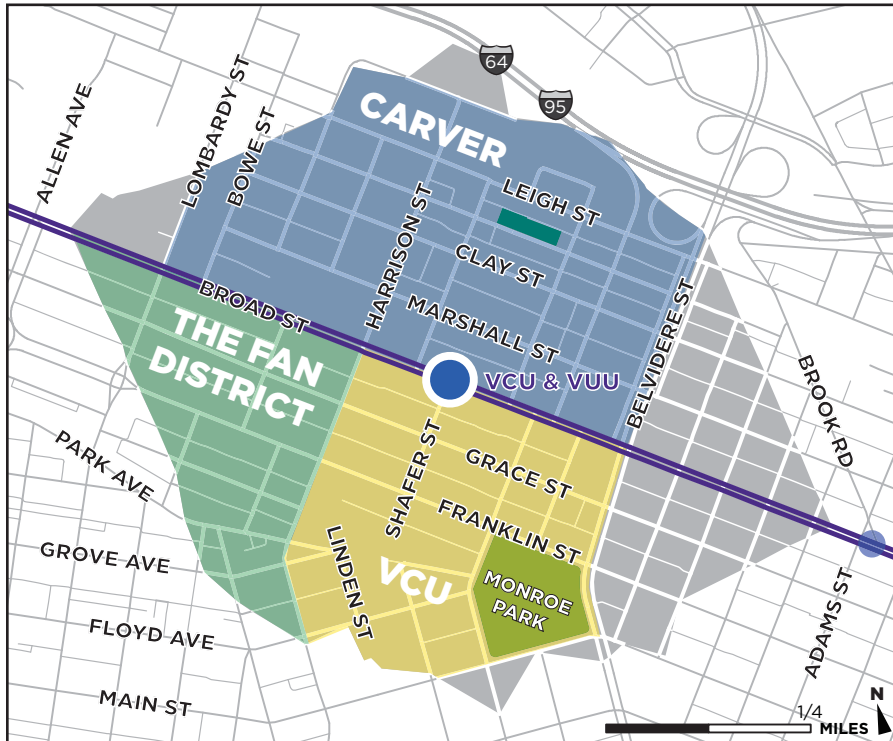 64
95
CARVER
ALLEN AVE
LOMBARDY ST
BOWE ST
LEIGH ST
HARRISON ST
CLAY ST
MARSHALL ST
BROAD ST
THE FAN
DISTRICT
VCU & VUU
BELVIDERE ST
BROOK RD
PARK AVE
SHAFER ST
GRACE ST
FRANKLIN ST
GROVE AVE
LINDEN ST
VCU
MONROE
PARK
FLOYD AVE
ADAMS ST
MAIN ST
1/4
MILES
N